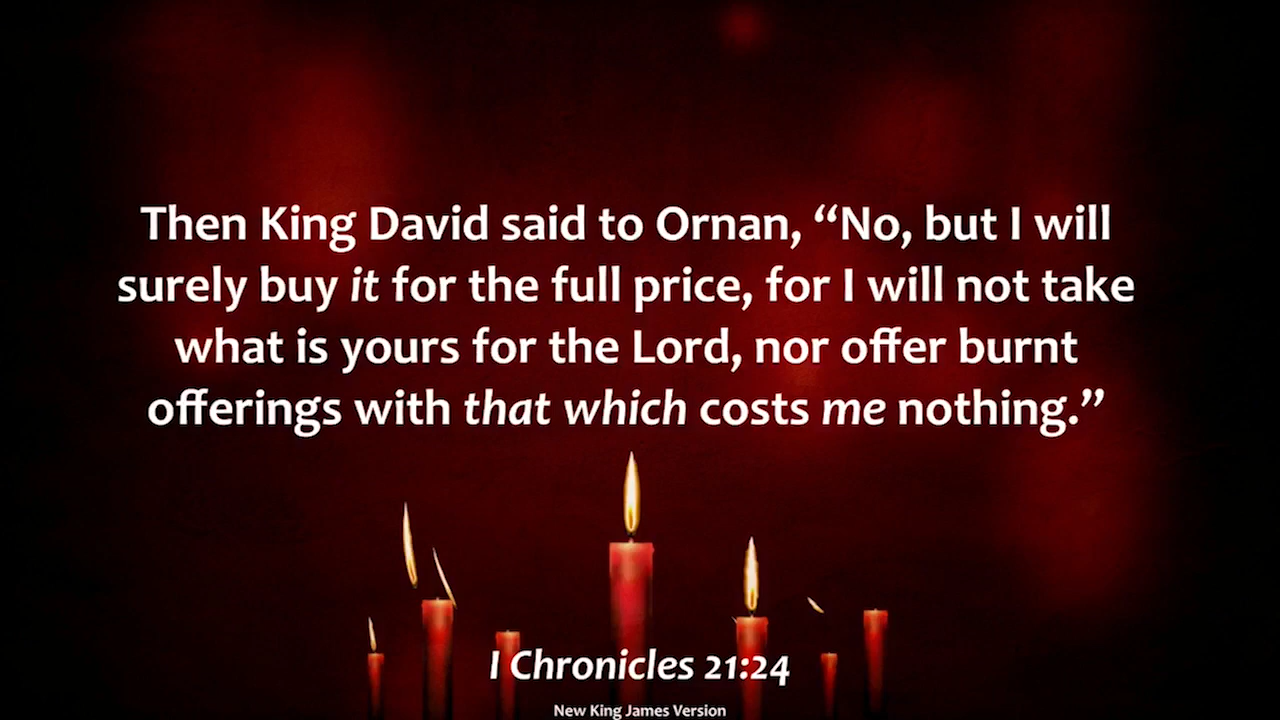 Then King David said to Ornan, “No, but I will
surely buy it for the full price, for I will not take
what is yours for the Lord, nor offer burnt
offerings with that which costs me nothing.”
I Chronicles 21:24
New King James Version